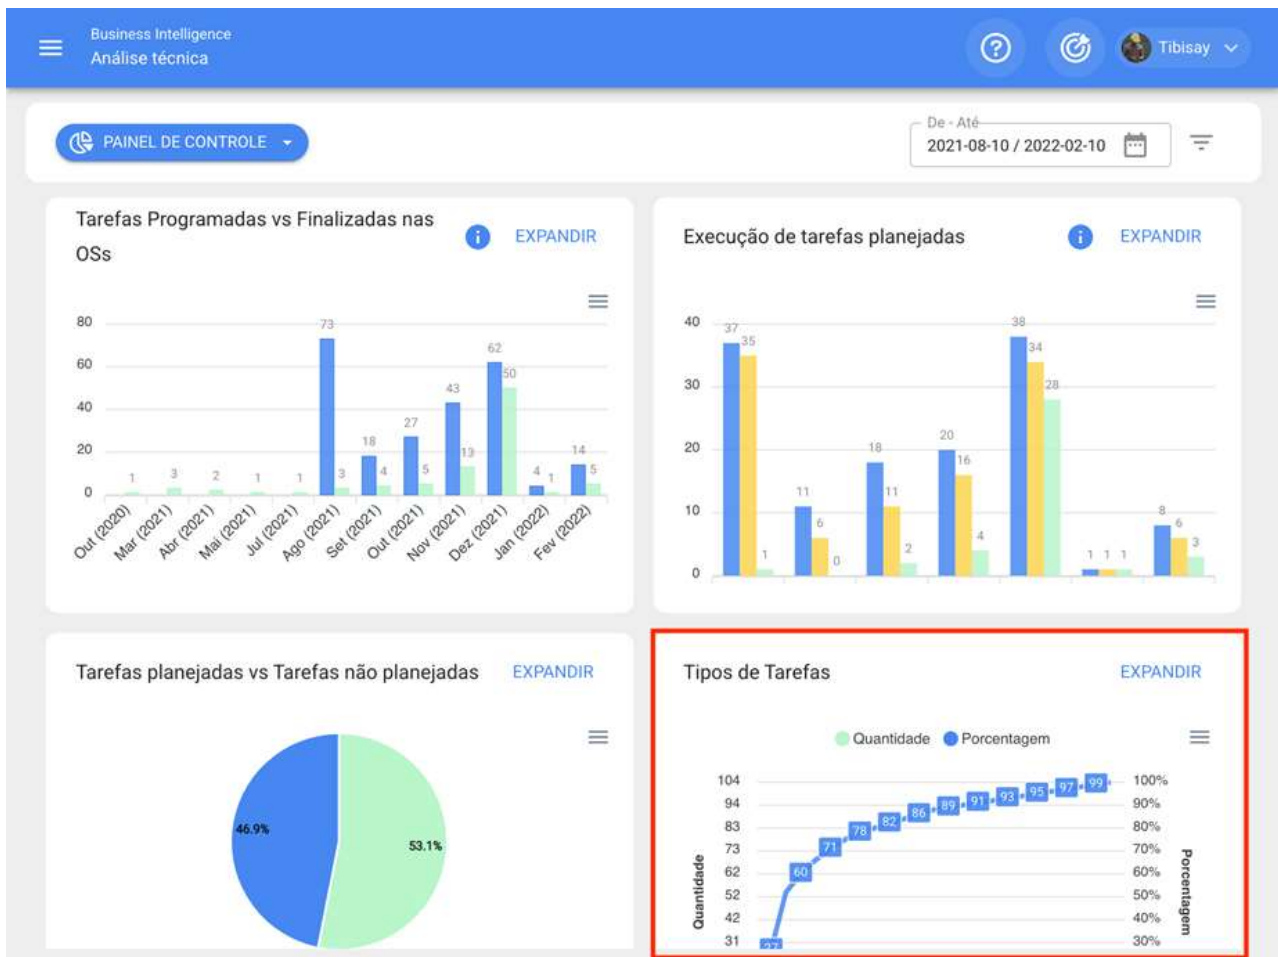 Business Intelligence
Análise técnica
Tibisay
PAINEL DE CONTROLE
De - Até
2021-08-10 / 2022-02-10
Tarefas Programadas vs Finalizadas nas
OSs
EXPANDIR
80
60
40
20
0
1
3
2
1
1
73
3
18
4
27
5
43
13
62
50
4
1
14
5
Out (2020)
Mar (2021)
Abr (2021)
Mai (2021)
Jul (2021)
Ago (2021)
Set (2021)
Out (2021)
Nov (2021)
Dez (2021)
Jan (2022)
Fev (2022)
Execução de tarefas planejadas
EXPANDIR
40
30
20
10
0
37
35
1
11
6
0
18
11
2
20
16
4
38
34
28
1
1
1
8
6
3
Tarefas planejadas vs Tarefas não planejadas
EXPANDIR
46.9%
53.1%
Tipos de Tarefas
EXPANDIR
Quantidade
Porcentagem
104
94
83
73
62
52
42
31
Quantidade
60
71
78
82
86
89
91
93
95
97
99
100%
90%
80%
70%
60%
50%
40%
30%
Porcentagem